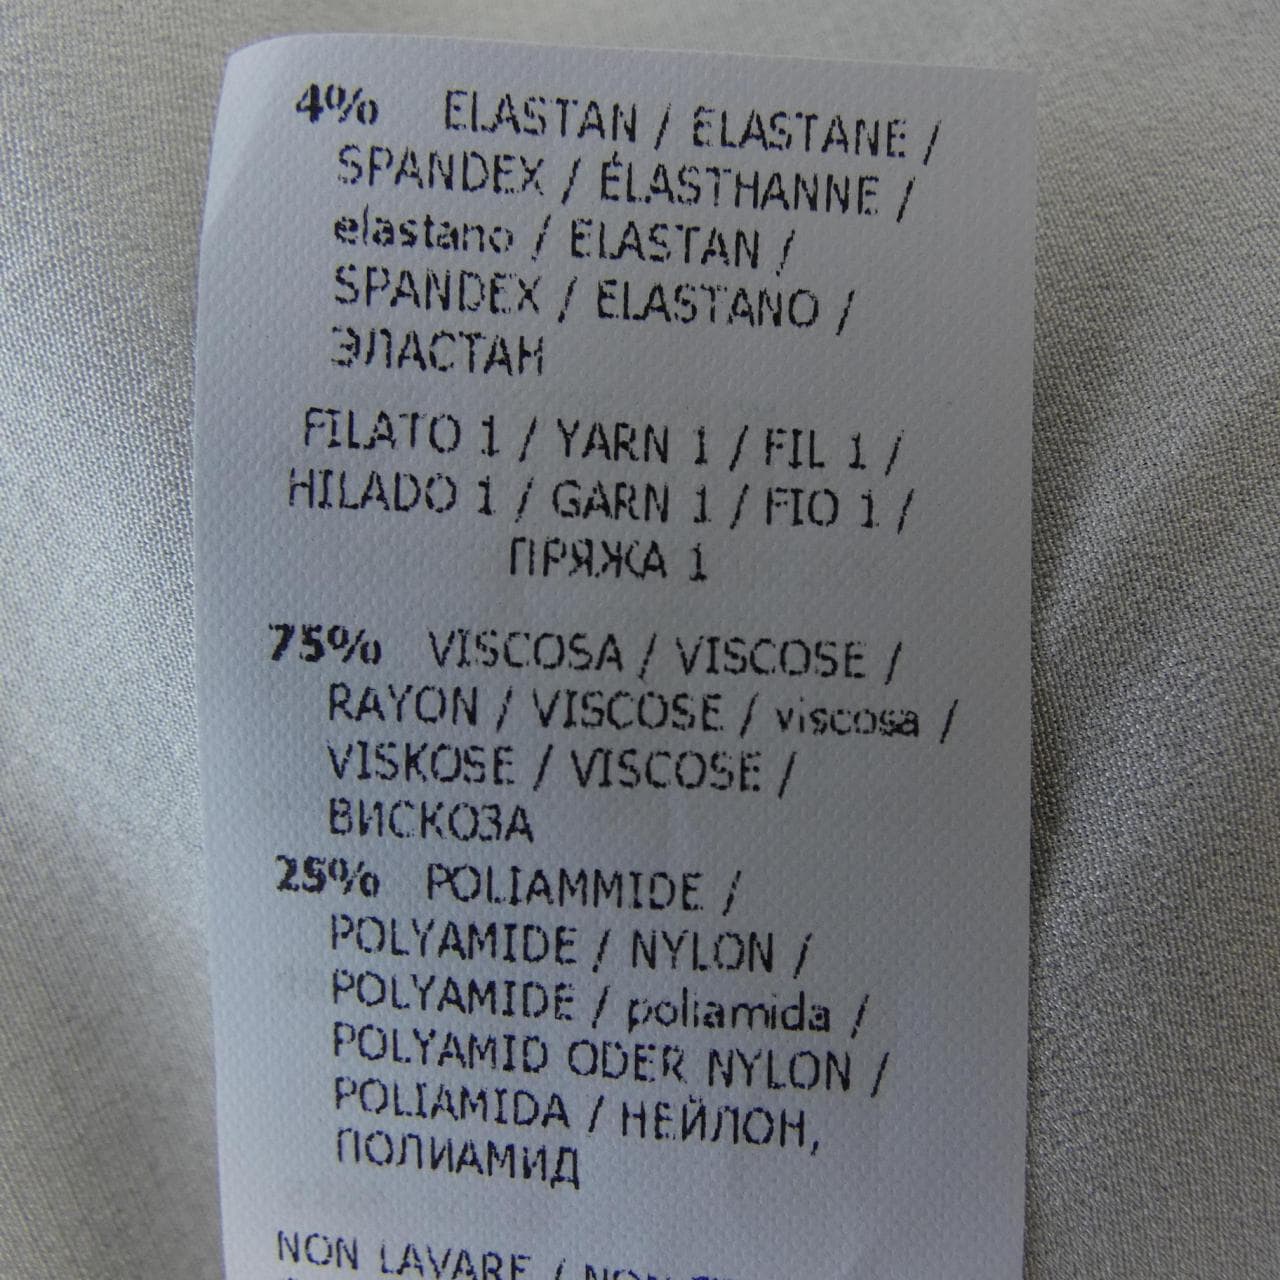 4% ELASTAN / ELASTANE /
SPANDEX / ÉLASTHANNE /
elastano / ELASTAN /
SPANDEX / ELASTANO /
ЭЛАСТАН
FILATO 1 / YARN 1 / FIL 1 /
HILADO 1 / GARN 1 / FIO 1 /
ПРЯЖА 1
75% VISCOSA / VISCOSE /
RAYON / VISCOSE / viscosa /
VISKOSE / VISCOSE /
ВИСКОЗА
25% POLIAMMIDE /
POLYAMIDE / NYLON /
POLYAMIDE / poliamida /
POLYAMID ODER NYLON /
POLIAMIDA / НЕЙЛОН,
ПОЛИАМИД
NON LAVARE /